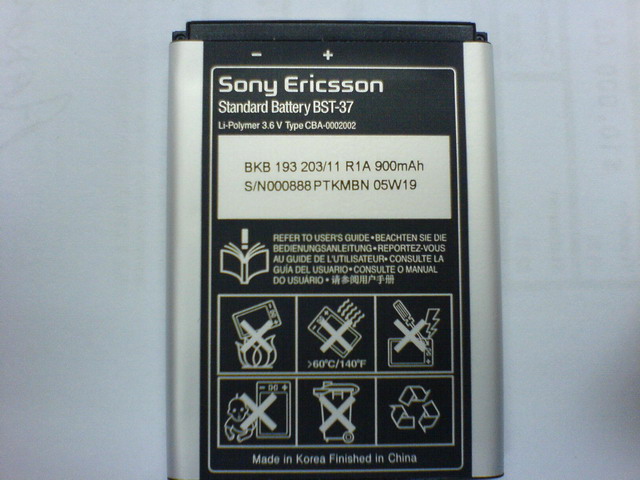 − +
Sony Ericsson
Standard Battery BST-37
Li-Polymer 3.6 V Type CBA-0002002
BKB 193 203/11 R1A 900mAh
S/N000888PTKMBN 05W19
REFER TO USER'S GUIDE•BEACHTEN SIE DIE
BEDIENUNGSANLEITUNG•REPORTEZ-VOUS
AU GUIDE DE L'UTILISATEUR•CONSULTE LA
GUÍA DEL USUARIO•CONSULTE O MANUAL
DO USUÁRIO•请参阅用户手册
>60°C/140°F
Made in Korea Finished in China